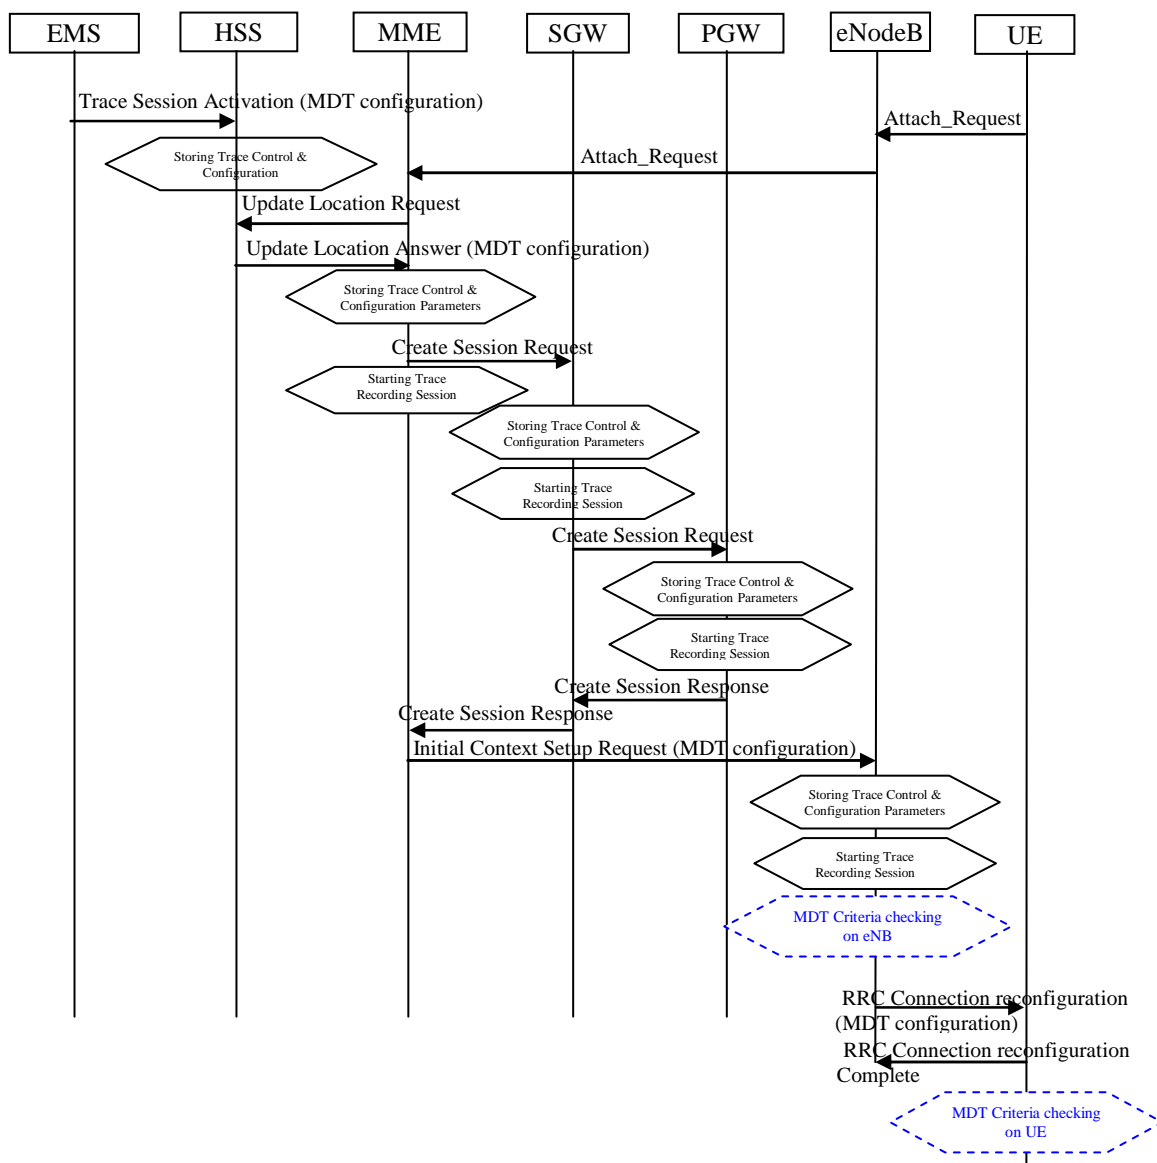 EMS
HSS
MME
SGW
PGW
eNodeB
UE
Trace Session Activation (MDT configuration)
Attach_Request
Storing Trace Control &
Configuration
Attach_Request
Update Location Request
Update Location Answer (MDT configuration)
Storing Trace Control &
Configuration Parameters
Create Session Request
Starting Trace
Recording Session
Storing Trace Control &
Configuration Parameters
Starting Trace
Recording Session
Create Session Request
Storing Trace Control &
Configuration Parameters
Starting Trace
Recording Session
Create Session Response
Create Session Response
Initial Context Setup Request (MDT configuration)
Storing Trace Control &
Configuration Parameters
Starting Trace
Recording Session
MDT Criteria checking
on eNB
RRC Connection reconfiguration
(MDT configuration)
RRC Connection reconfiguration
Complete
MDT Criteria checking
on UE